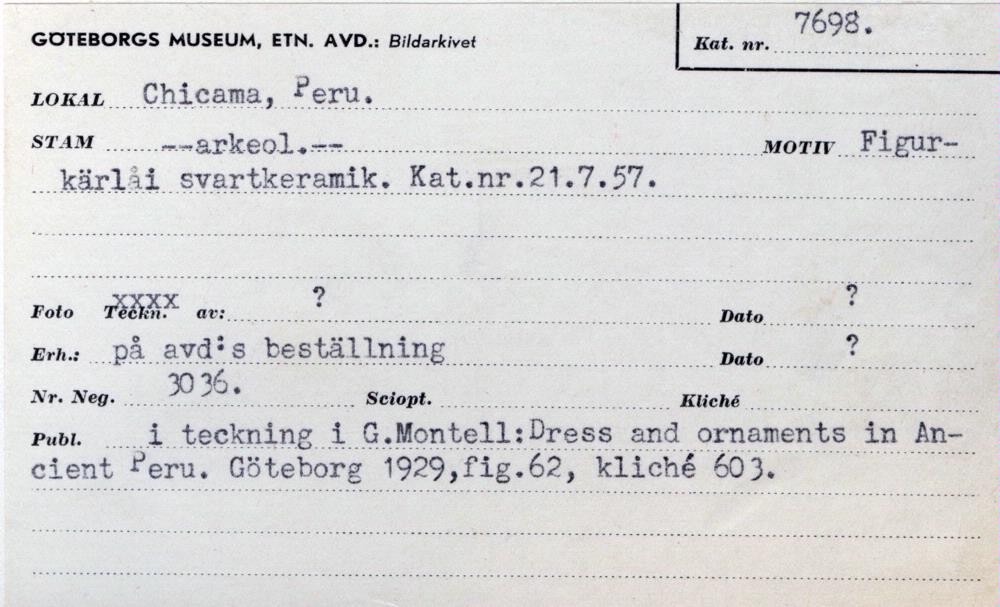 GÖTEBORGS MUSEUM, ETN. AVD.: Bildarkivet
Kat. nr. 7698.
LOKAL Chicama, Peru.
STAM --arkeol.-- MOTIV Figur-
kärlåi svartkeramik. Kat.nr.21.7.57.
Foto Teckn. av: ? Dato ?
Erh.: på avd:s beställning Dato ?
Nr. Neg. 3036. Sciopt. Kliché
Publ. i teckning i G.Montell:Dress and ornaments in An-
cient Peru. Göteborg 1929,fig.62, kliché 603.